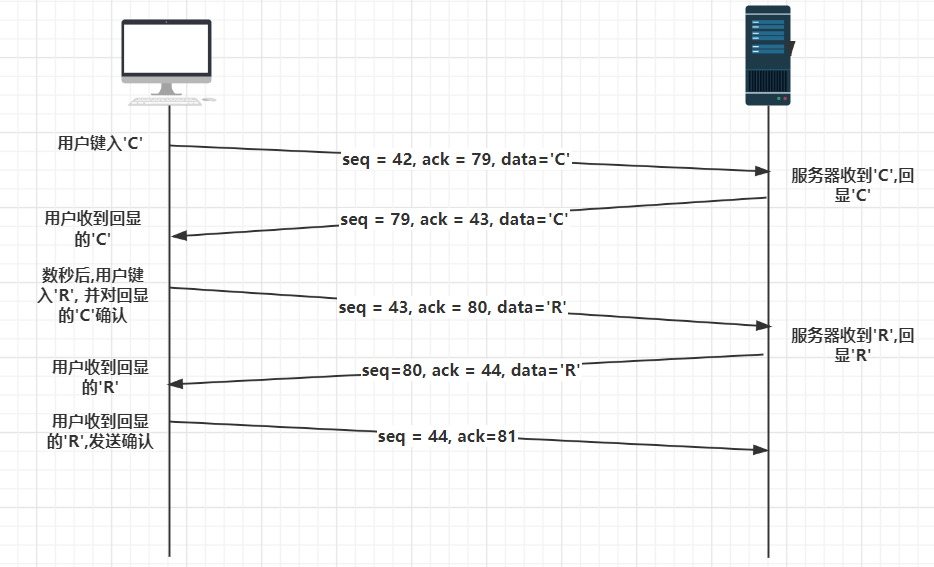 用户键入'C'
seq = 42, ack = 79, data='C'
服务器收到'C',回
显'C'
用户收到回显
的'C'
seq = 79, ack = 43, data='C'
数秒后,用户键
入'R', 并对回显
的'C'确认
seq = 43, ack = 80, data='R'
服务器收到'R',回
显'R'
用户收到回显
的'R'
seq=80, ack = 44, data='R'
用户收到回显
的'R',发送确认
seq = 44, ack=81